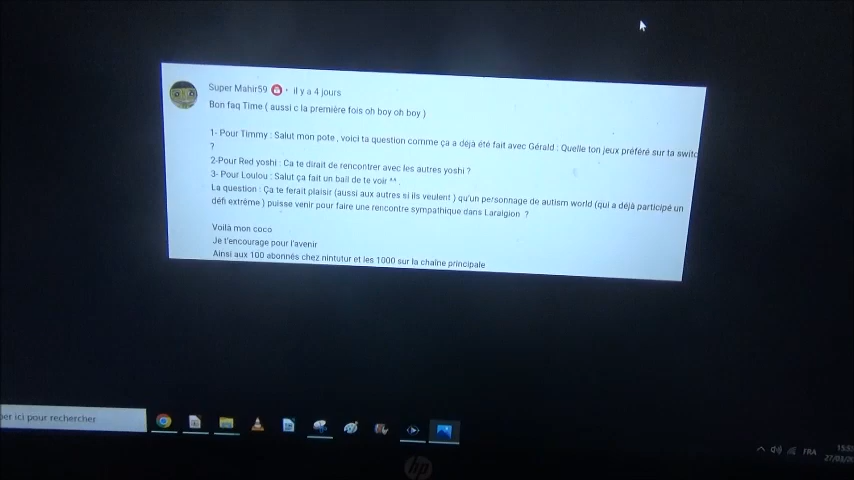 Super Mahir59 · il y a 4 jours
Bon faq Time ( aussi c la première fois oh boy oh boy )
1- Pour Timmy : Salut mon pote , voici ta question comme ça a déja été fait avec Gérald : Quelle ton jeux préféré sur ta switc
?
2-Pour Red yoshi : Ca te dirait de rencontrer avec les autres yoshi ?
3- Pour Loulou : Salut ça fait un bail de te voir ^^ .
La question : Ça te ferait plaisir (aussi aux autres si ils veulent ) qu'un personnage de autism world (qui a déjà participé un
défi extrême ) puisse venir pour faire une rencontre sympathique dans Laralgion ?
Voilà mon coco
Je t'encourage pour l'avenir
Ainsi aux 100 abonnés chez nintutur et les 1000 sur la chaîne principale
per ici pour rechercher
FRA
15:5
27/03/
hp